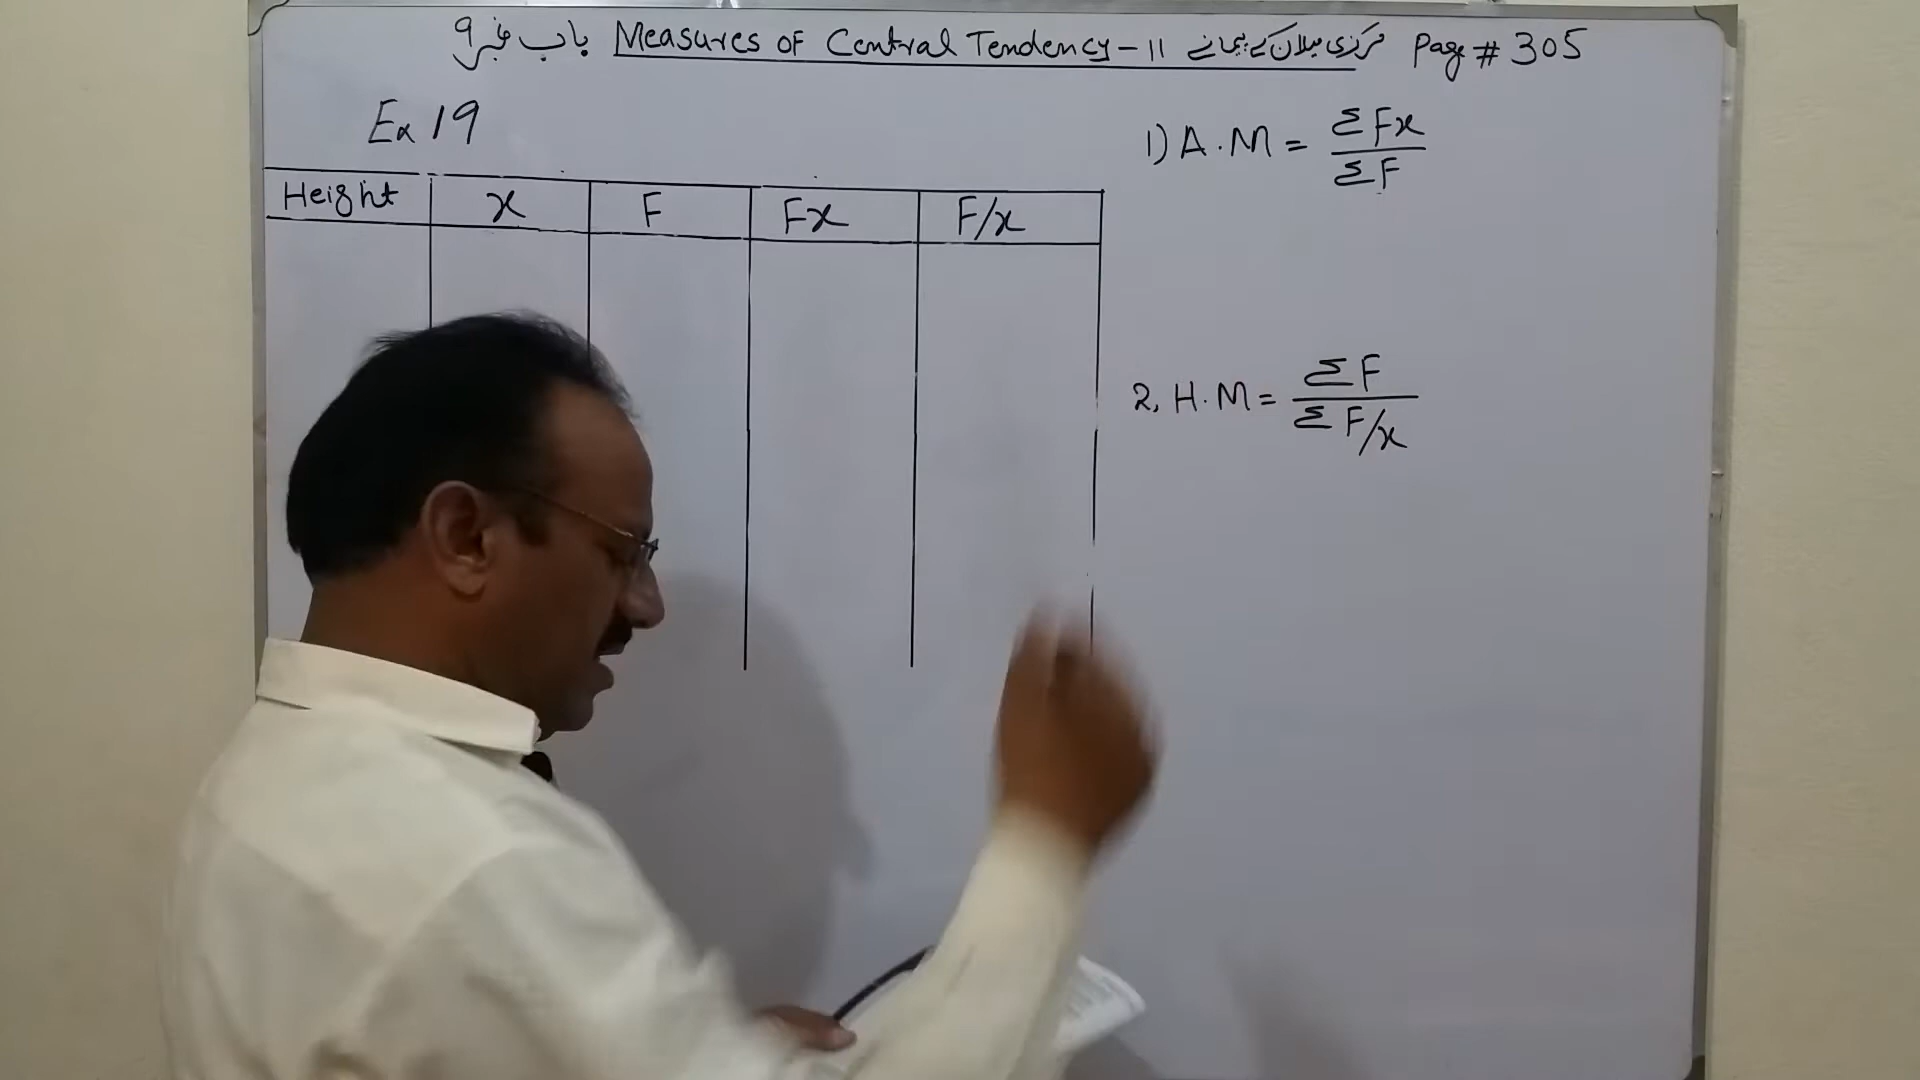 باب نمبر 9 Measures OF Central Tendency - 11 مرکزی میلان کے پیمانے Page # 305
Ex 19
Height x F Fx F/x
1) A.M = ΣFx / ΣF
2, H.M = ΣF / ΣF/x